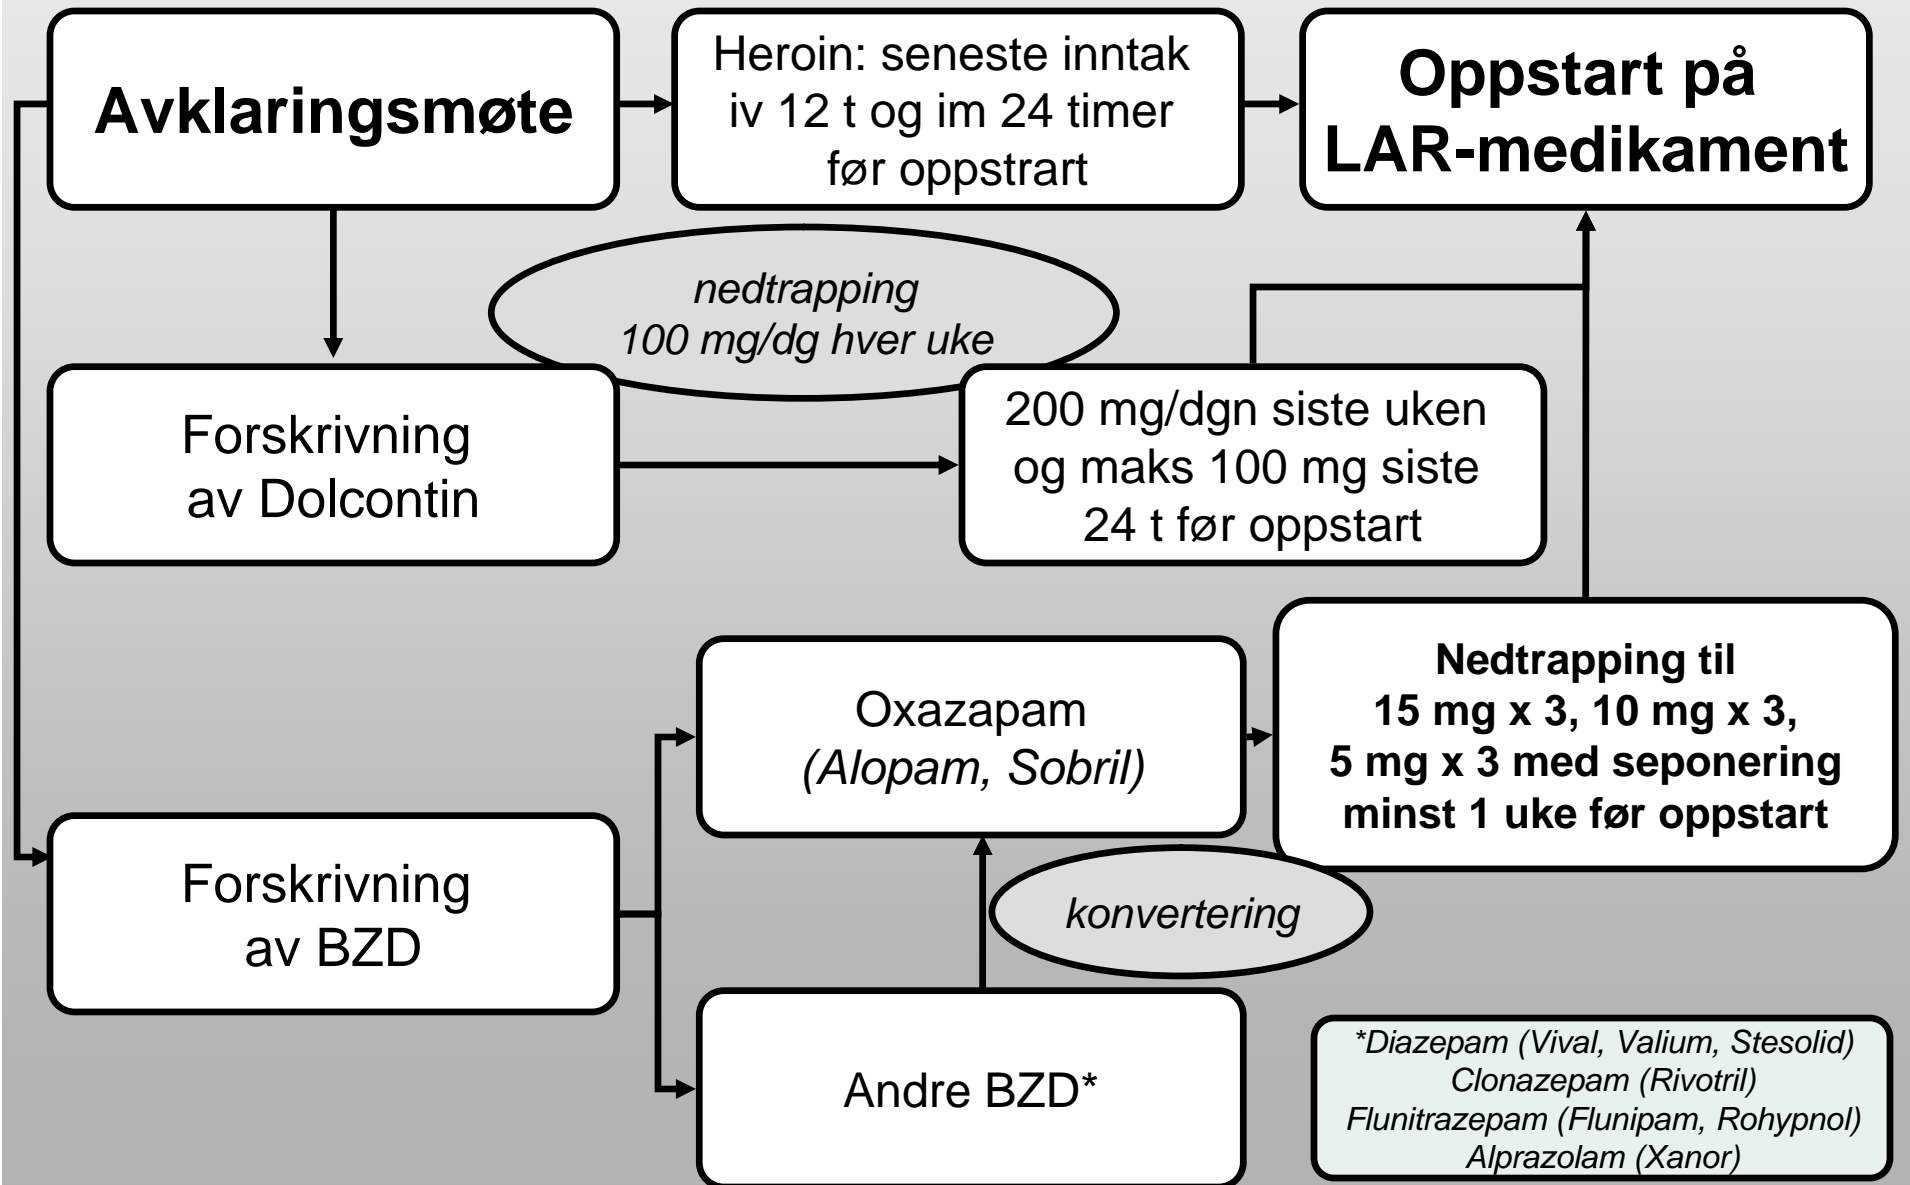 Avklaringsmøte
Heroin: seneste inntak
iv 12 t og im 24 timer
før oppstrart
Oppstart på
LAR-medikament
nedtrapping
100 mg/dg hver uke
Forskrivning
av Dolcontin
200 mg/dgn siste uken
og maks 100 mg siste
24 t før oppstart
Forskrivning
av BZD
Oxazapam
(Alopam, Sobril)
Nedtrapping til
15 mg x 3, 10 mg x 3,
5 mg x 3 med seponering
minst 1 uke før oppstart
konvertering
Andre BZD*
*Diazepam (Vival, Valium, Stesolid)
Clonazepam (Rivotril)
Flunitrazepam (Flunipam, Rohypnol)
Alprazolam (Xanor)